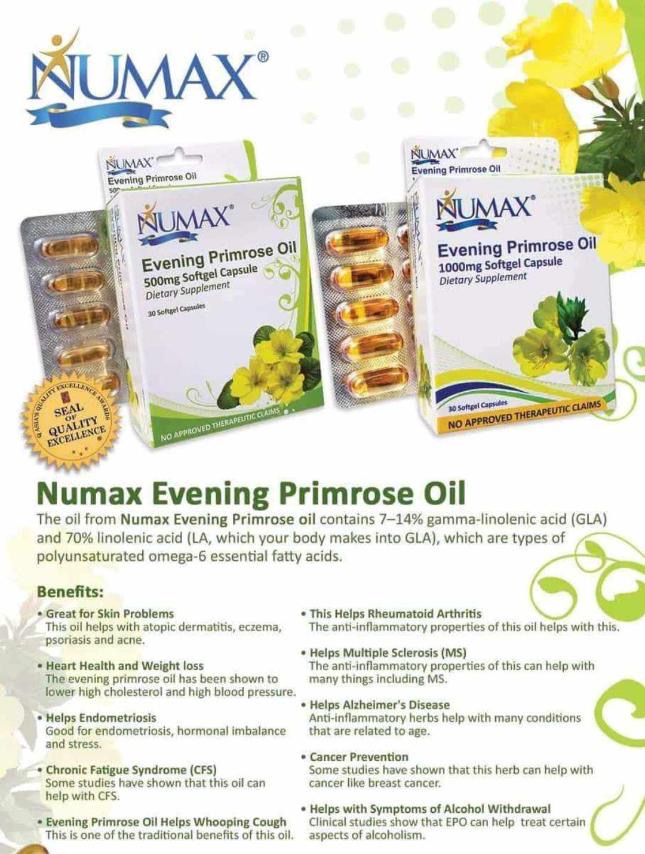 NUMAX®
NUMAX®
Evening Primrose Oil
NUMAX®
Evening Primrose Oil
500mg Softgel Capsule
Dietary Supplement
30 Softgel Capsules
NO APPROVED THERAPEUTIC CLAIMS
NUMAX®
Evening Primrose Oil
NUMAX®
Evening Primrose Oil
1000mg Softgel Capsule
Dietary Supplement
30 Softgel Capsules
NO APPROVED THERAPEUTIC CLAIMS
ASIA'S QUALITY EXCELLENCE AWARDS
SEAL
OF
QUALITY
EXCELLENCE
Numax Evening Primrose Oil
The oil from Numax Evening Primrose oil contains 7–14% gamma-linolenic acid (GLA)
and 70% linolenic acid (LA, which your body makes into GLA), which are types of
polyunsaturated omega-6 essential fatty acids.
Benefits:
• Great for Skin Problems
This oil helps with atopic dermatitis, eczema,
psoriasis and acne.
• Heart Health and Weight loss
The evening primrose oil has been shown to
lower high cholesterol and high blood pressure.
• Helps Endometriosis
Good for endometriosis, hormonal imbalance
and stress.
• Chronic Fatigue Syndrome (CFS)
Some studies have shown that this oil can
help with CFS.
• Evening Primrose Oil Helps Whooping Cough
This is one of the traditional benefits of this oil.
• This Helps Rheumatoid Arthritis
The anti-inflammatory properties of this oil helps with this.
• Helps Multiple Sclerosis (MS)
The anti-inflammatory properties of this can help with
many things including MS.
• Helps Alzheimer's Disease
Anti-inflammatory herbs help with many conditions
that are related to age.
• Cancer Prevention
Some studies have shown that this herb can help with
cancer like breast cancer.
• Helps with Symptoms of Alcohol Withdrawal
Clinical studies show that EPO can help treat certain
aspects of alcoholism.